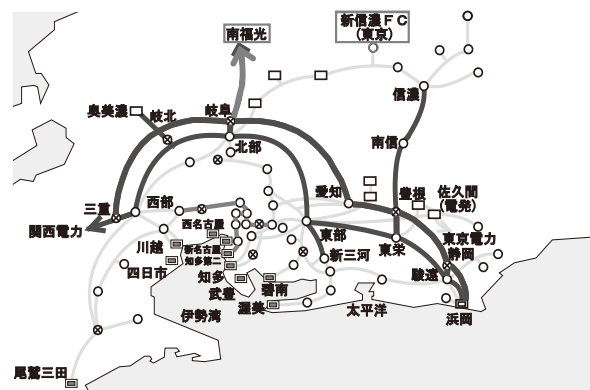 南福光
新信濃FC
(東京)
信濃
奥美濃
岐北
岐阜
北部
南信
三重
西部
愛知
豊根
佐久間
(電発)
関西電力
西名古屋
東部
東京電力
川越
新名古屋
新三河
東栄
静岡
知多第二
四日市
知多
駿遠
武豊
碧南
渥美
太平洋
浜岡
伊勢湾
尾鷲三田